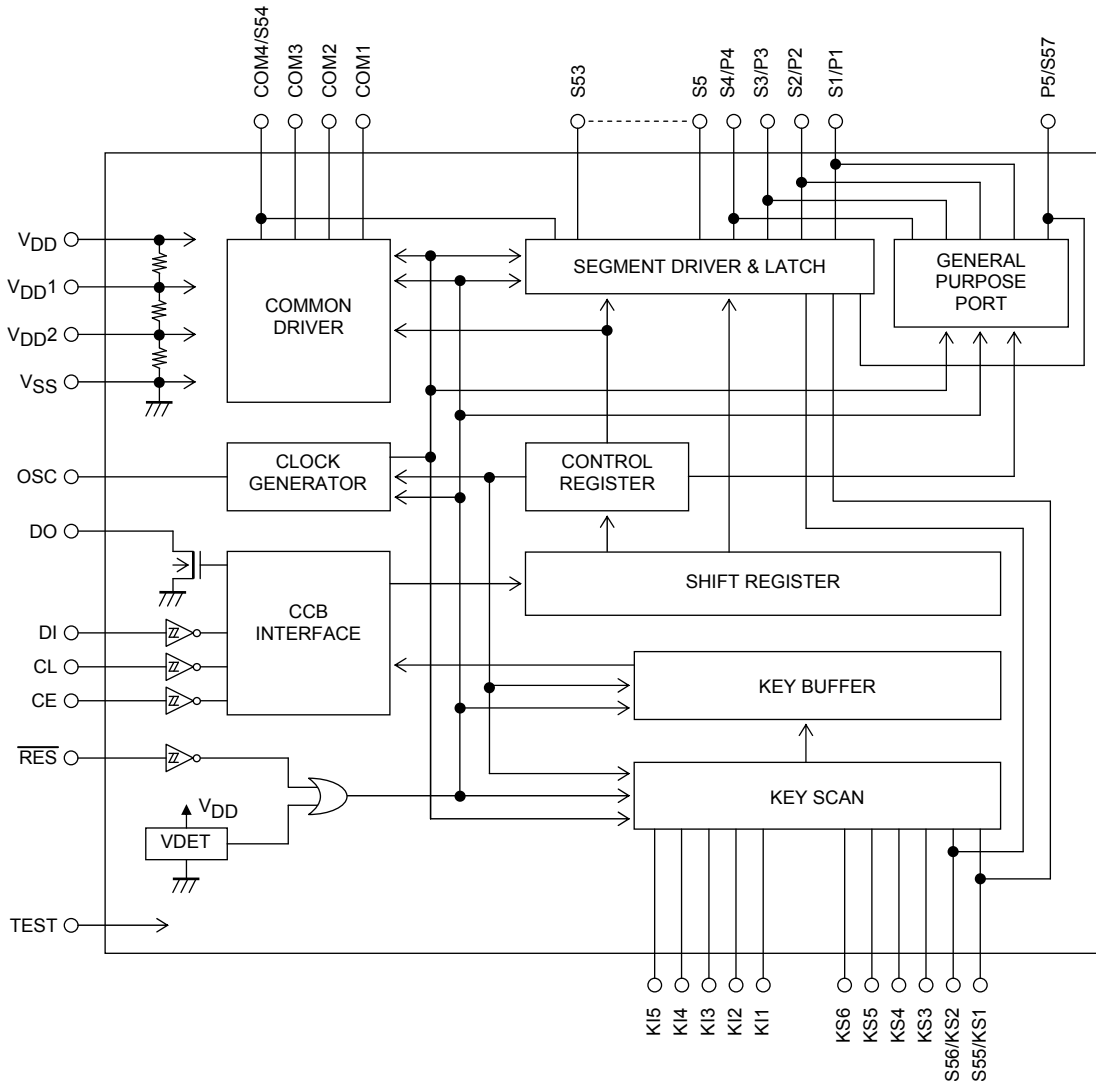 COM4/S54
COM3
COM2
COM1
S53
S5
S4/P4
S3/P3
S2/P2
S1/P1
P5/S57
VDD
VDD1
VDD2
VSS
COMMON
DRIVER
SEGMENT DRIVER & LATCH
GENERAL
PURPOSE
PORT
OSC
CLOCK
GENERATOR
CONTROL
REGISTER
DO
DI
CL
CE
CCB
INTERFACE
SHIFT REGISTER
KEY BUFFER
RES
VDD
VDET
KEY SCAN
TEST
KI5
KI4
KI3
KI2
KI1
KS6
KS5
KS4
KS3
S56/KS2
S55/KS1